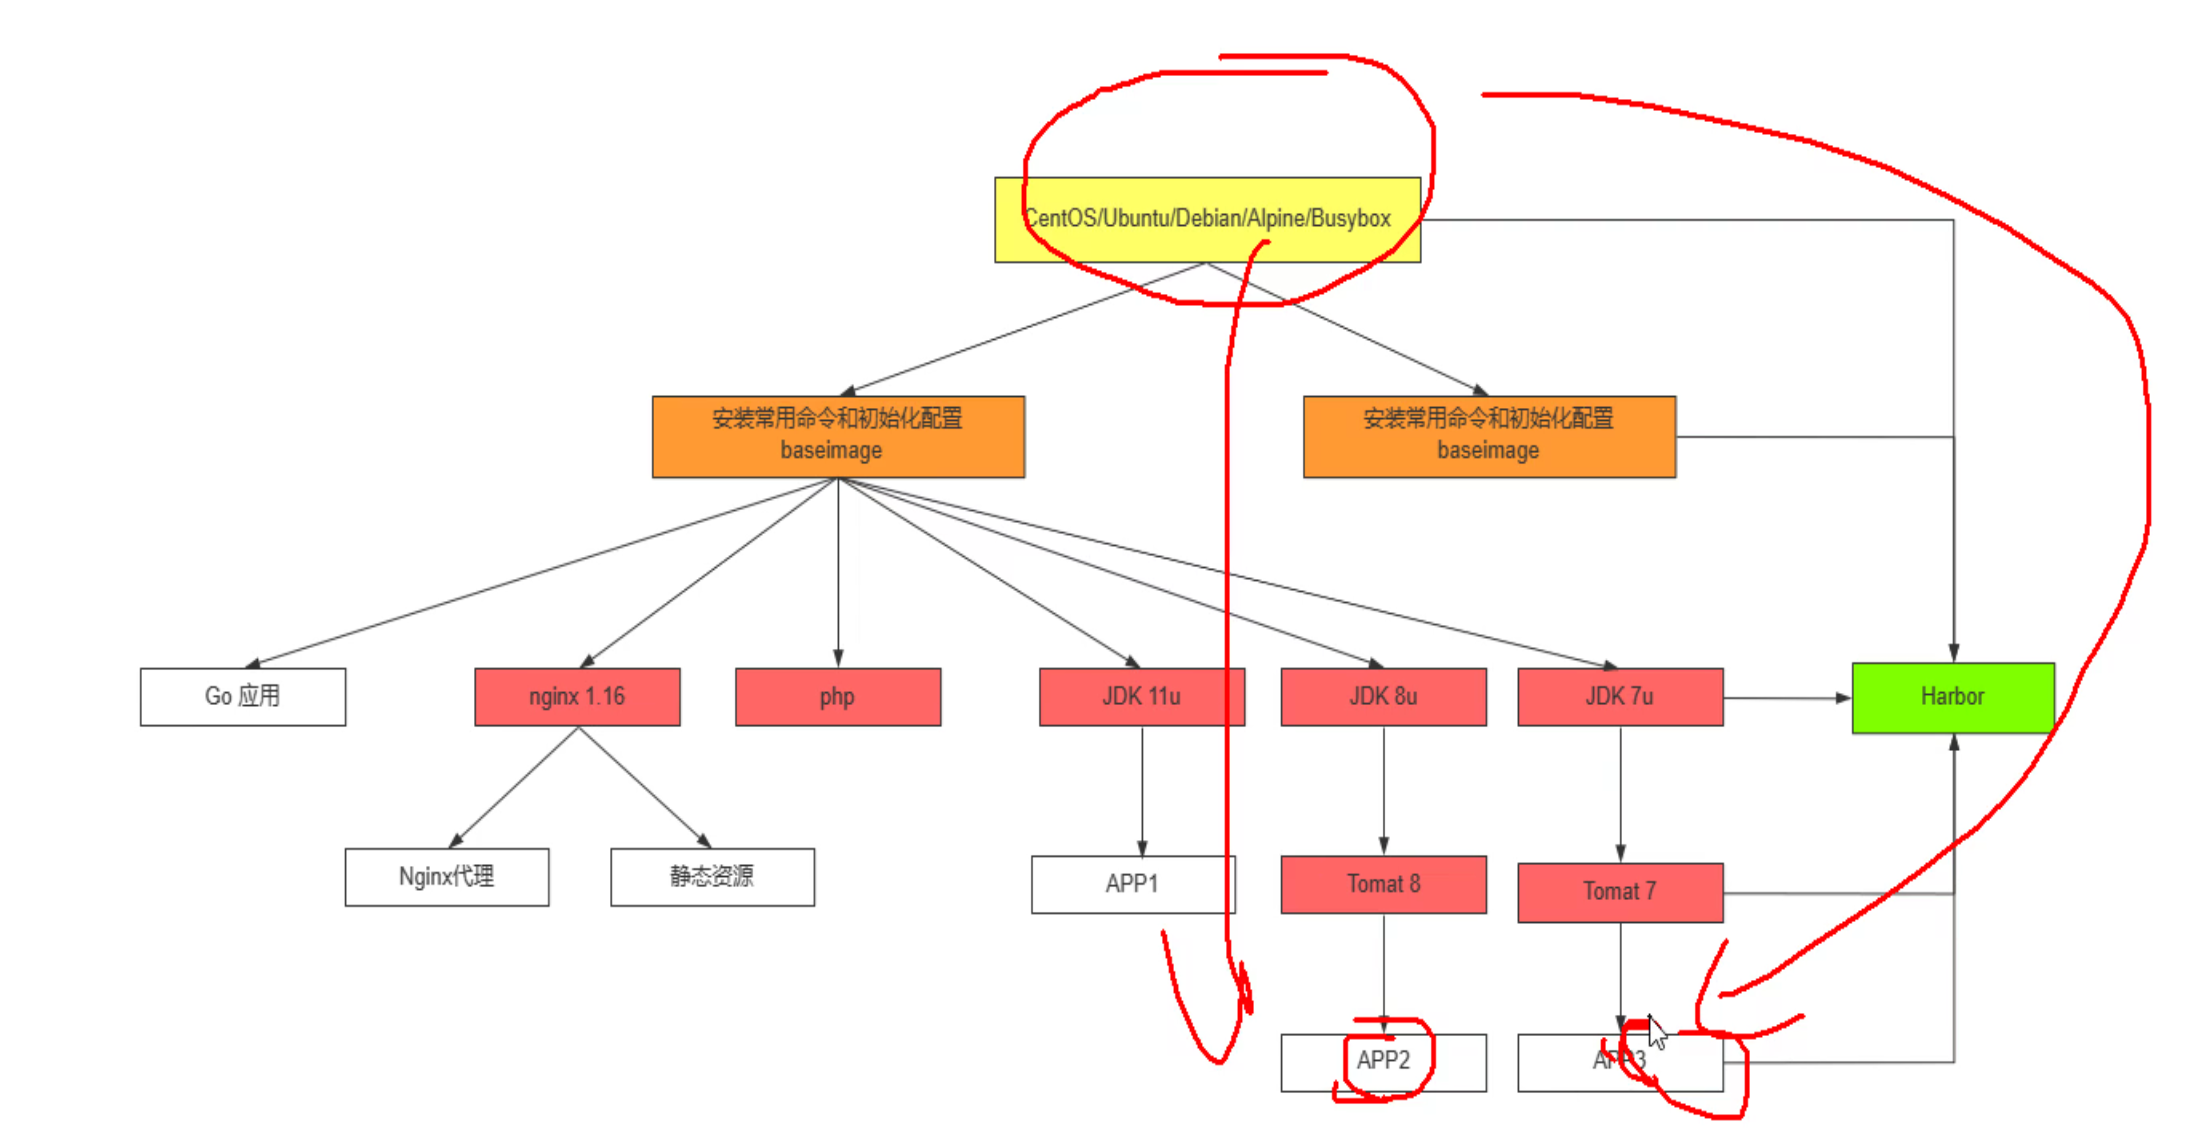 CentOS/Ubuntu/Debian/Alpine/Busybox
安装常用命令和初始化配置
baseimage
安装常用命令和初始化配置
baseimage
Go 应用
nginx 1.16
php
JDK 11u
JDK 8u
JDK 7u
Harbor
Nginx代理
静态资源
APP1
Tomat 8
Tomat 7
APP2
APP3